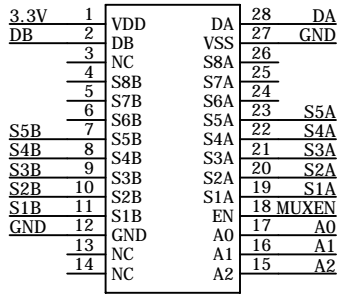 3.3V 1 VDD DA 28 DA
DB 2 DB VSS 27 GND
3 NC S8A 26
4 S8B S7A 25
5 S7B S6A 24
6 S6B S5A 23 S5A
S5B 7 S5B S4A 22 S4A
S4B 8 S4B S3A 21 S3A
S3B 9 S3B S2A 20 S2A
S2B 10 S2B S1A 19 S1A
S1B 11 S1B EN 18 MUXEN
GND 12 GND A0 17 A0
13 NC A1 16 A1
14 NC A2 15 A2